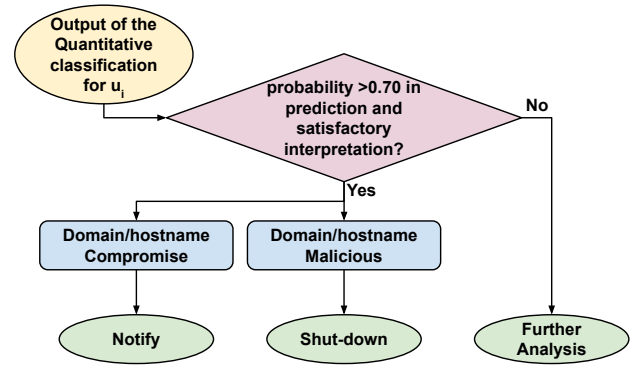 Output of the
Quantitative
classification
for u_i
probability >0.70 in
prediction and
satisfactory
interpretation?
No
Yes
Domain/hostname
Compromise
Domain/hostname
Malicious
Notify
Shut-down
Further
Analysis